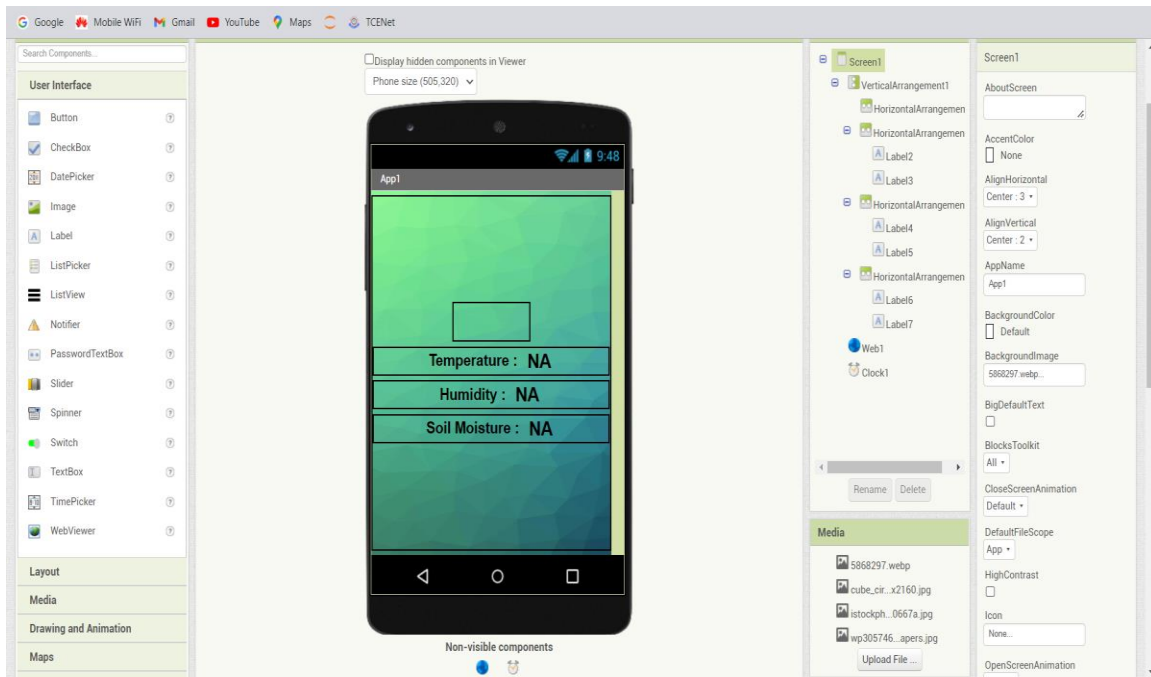 Google Mobile WiFi Gmail YouTube Maps TCENet
Search Components...
User Interface
Button
CheckBox
DatePicker
Image
Label
ListPicker
ListView
Notifier
PasswordTextBox
Slider
Spinner
Switch
TextBox
TimePicker
WebViewer
Layout
Media
Drawing and Animation
Maps
Display hidden components in Viewer
Phone size (505,320)
9:48
App1
Temperature : NA
Humidity : NA
Soil Moisture : NA
Non-visible components
Screen1
VerticalArrangement1
HorizontalArrangemen
HorizontalArrangemen
Label2
Label3
HorizontalArrangemen
Label4
Label5
HorizontalArrangemen
Label6
Label7
Web1
Clock1
Rename Delete
Media
5868297.webp
cube_cir...x2160.jpg
istockph...0667a.jpg
wp305746...apers.jpg
Upload File ...
Screen1
AboutScreen
AccentColor
None
AlignHorizontal
Center : 3
AlignVertical
Center : 2
AppName
App1
BackgroundColor
Default
BackgroundImage
5868297.webp...
BigDefaultText
BlocksToolkit
All
CloseScreenAnimation
Default
DefaultFileScope
App
HighContrast
Icon
None...
OpenScreenAnimation